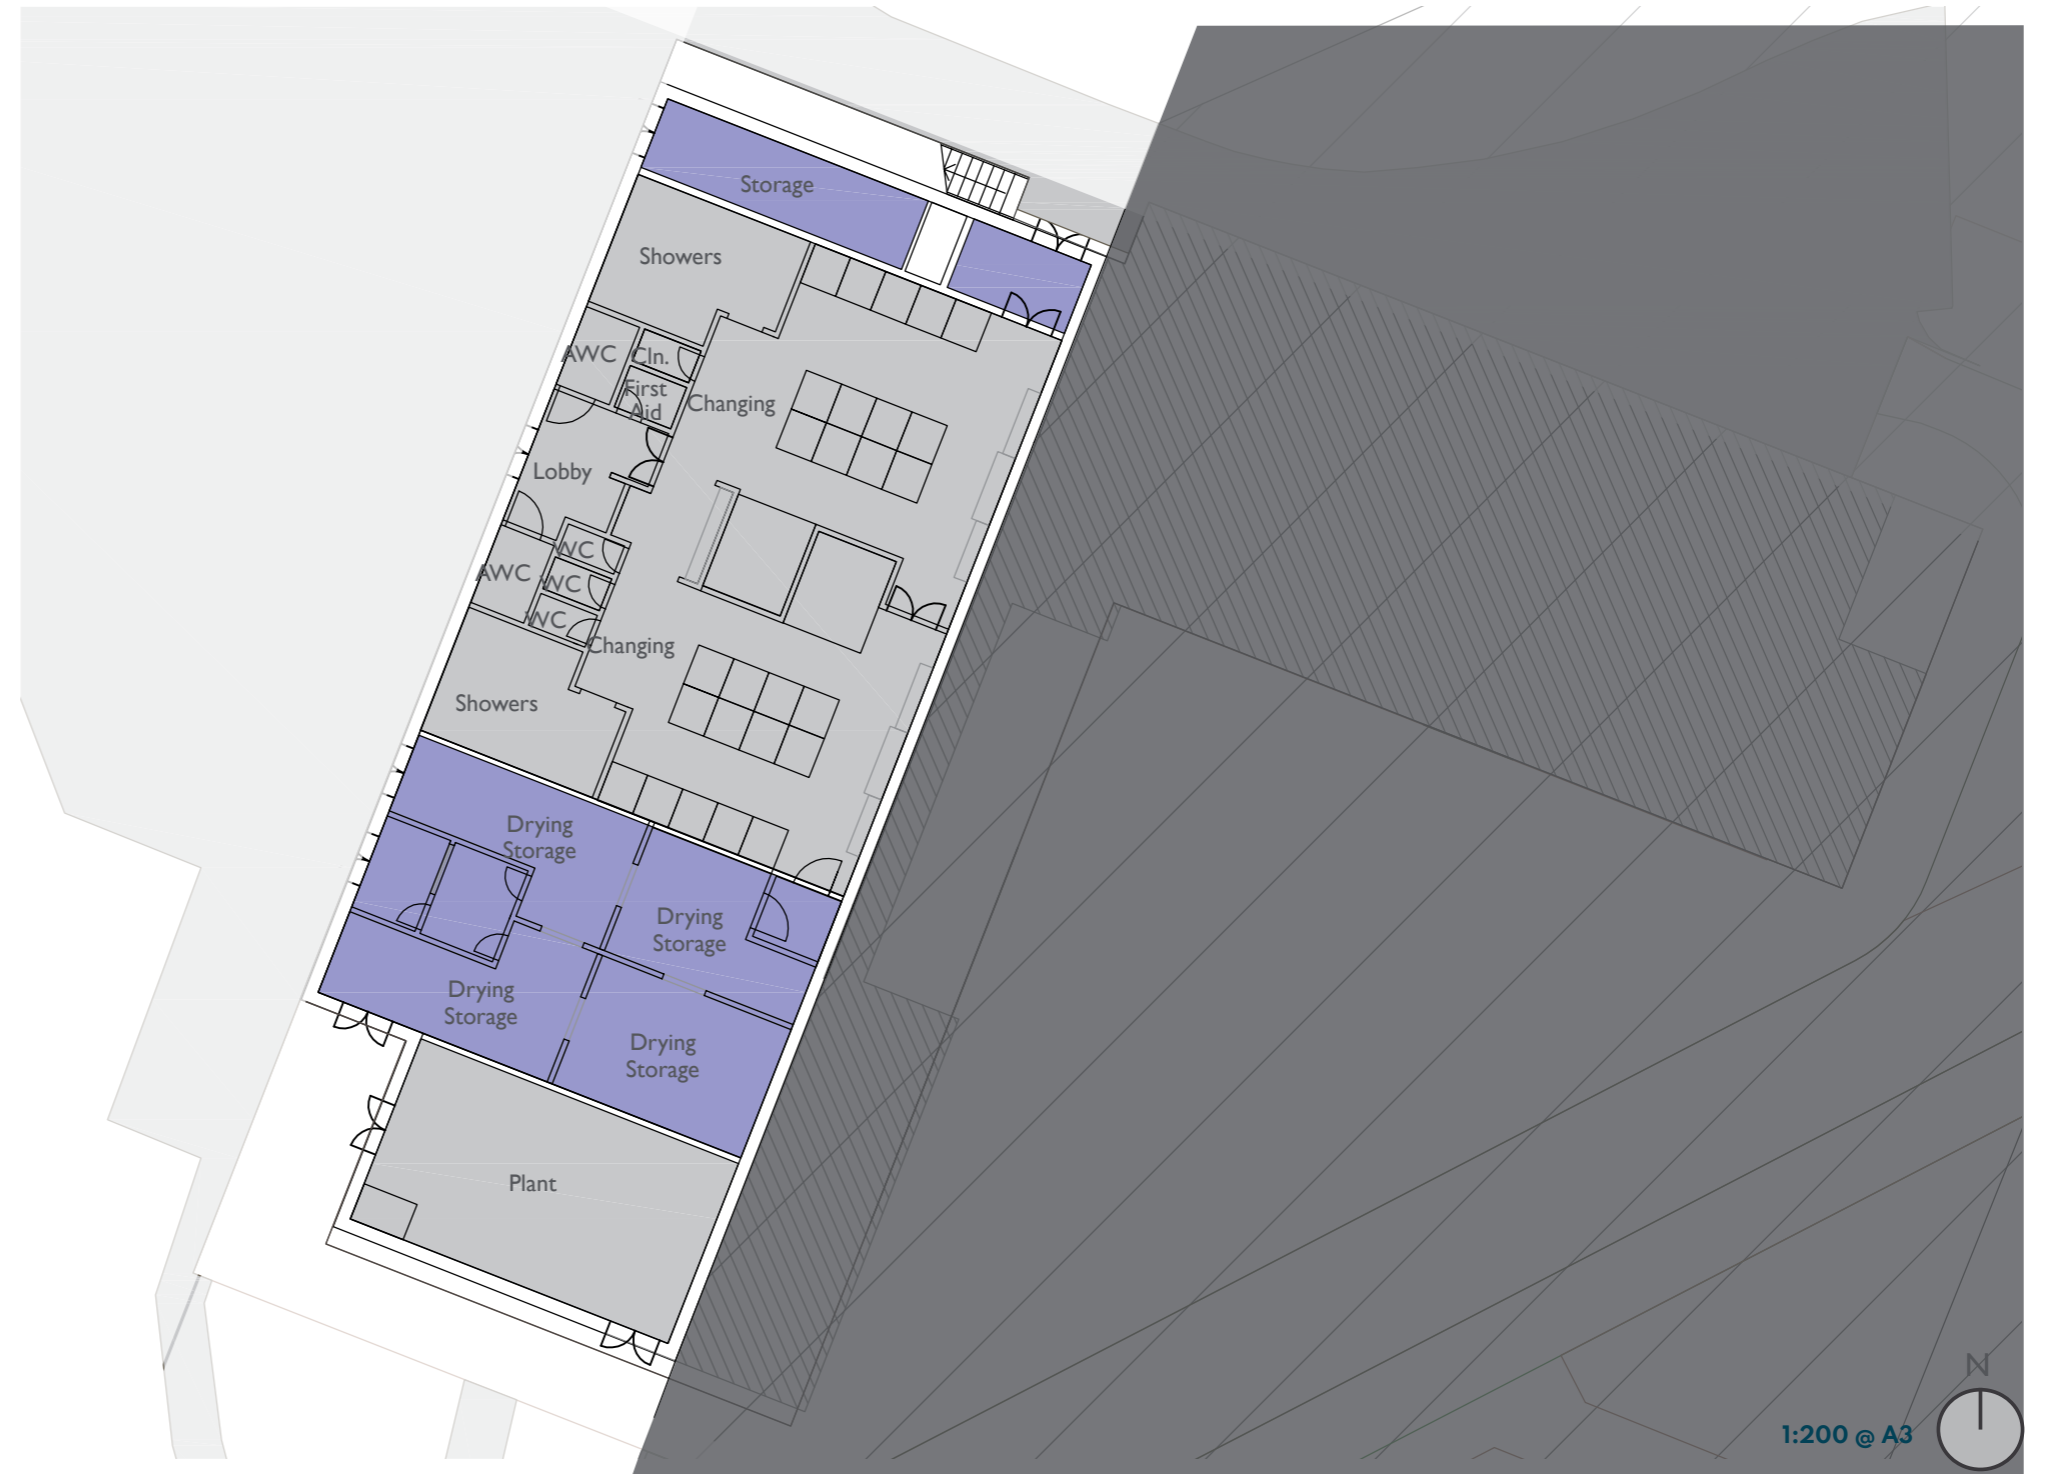 Storage
Showers
AWC
Cln.
First
Aid
Changing
Lobby
WC
AWC
WC
WC
Changing
Showers
Drying
Storage
Drying
Storage
Drying
Storage
Drying
Storage
Plant
N
1:200 @ A3